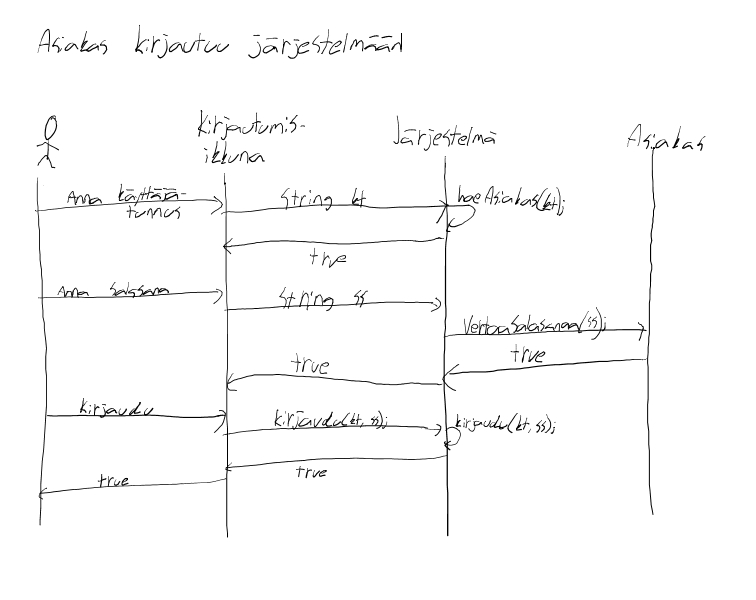 Asiakas kirjautuu järjestelmään
Kirjautumis-
ikkuna
Järjestelmä
Asiakas
Anna käyttäjä-
tunnus
String kt
haeAsiakas(kt);
true
Anna salasana
String ss
VertaaSalasanaa(ss);
true
true
kirjaudu
kirjaudu(kt, ss);
kirjaudu(kt, ss);
true
true